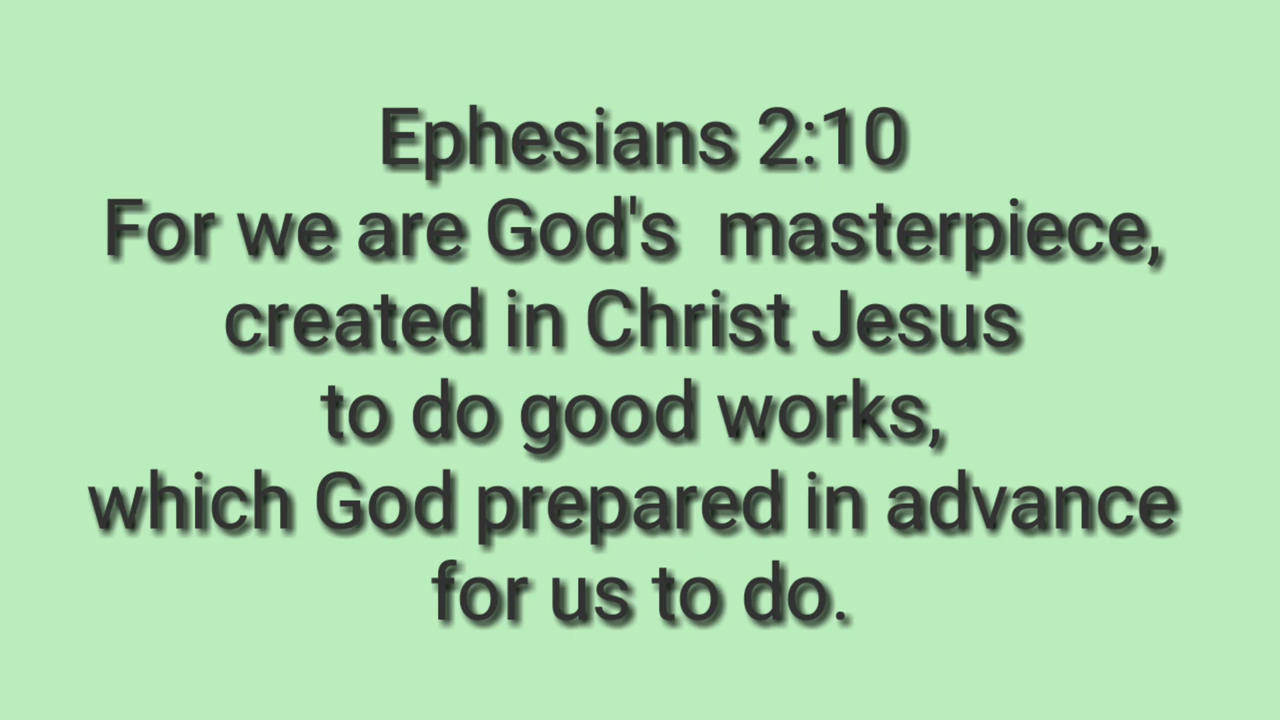 Ephesians 2:10
For we are God's  masterpiece,
created in Christ Jesus
to do good works,
which God prepared in advance
for us to do.